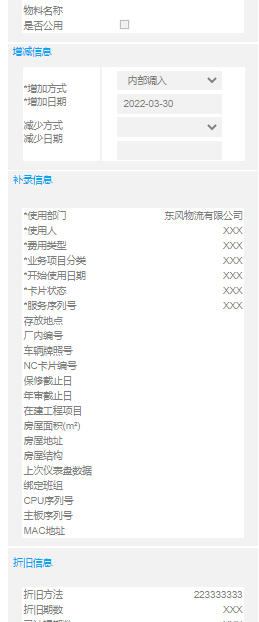 物料名称
是否公用
增减信息
*增加方式 内部调入
*增加日期 2022-03-30
减少方式
减少日期
补录信息
*使用部门 东风物流有限公司
*使用人 XXX
*费用类型 XXX
*业务项目分类 XXX
*开始使用日期 XXX
*卡片状态 XXX
*服务序列号 XXX
存放地点
厂内编号
车辆牌照号
NC卡片编号
保修截止日
年审截止日
在建工程项目
房屋面积(m²)
房屋地址
房屋结构
上次仪表盘数据
绑定班组
CPU序列号
主板序列号
MAC地址
折旧信息
折旧方法 223333333
折旧期数 XXX